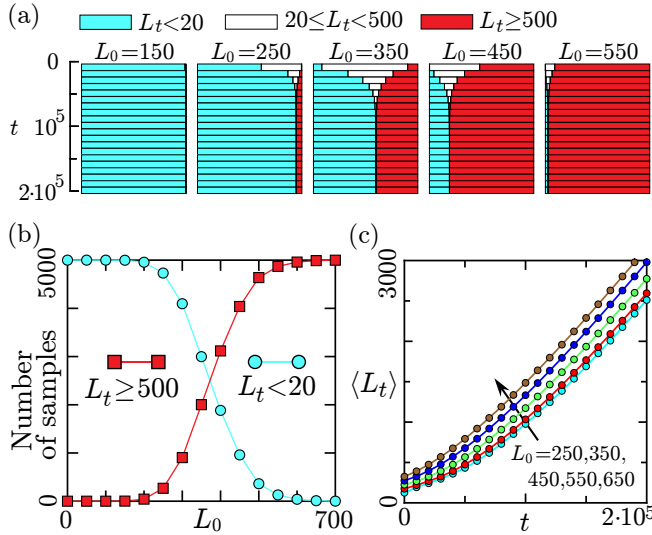 (a) L_t<20 20≤L_t<500 L_t≥500
L_0=150 L_0=250 L_0=350 L_0=450 L_0=550
0
t 10^5
2·10^5
(b) (c)
5000
Number
of samples
L_t≥500 L_t<20
0
0 L_0 700
3000
⟨L_t⟩
L_0=250,350,
450,550,650
0
0 t 2·10^5